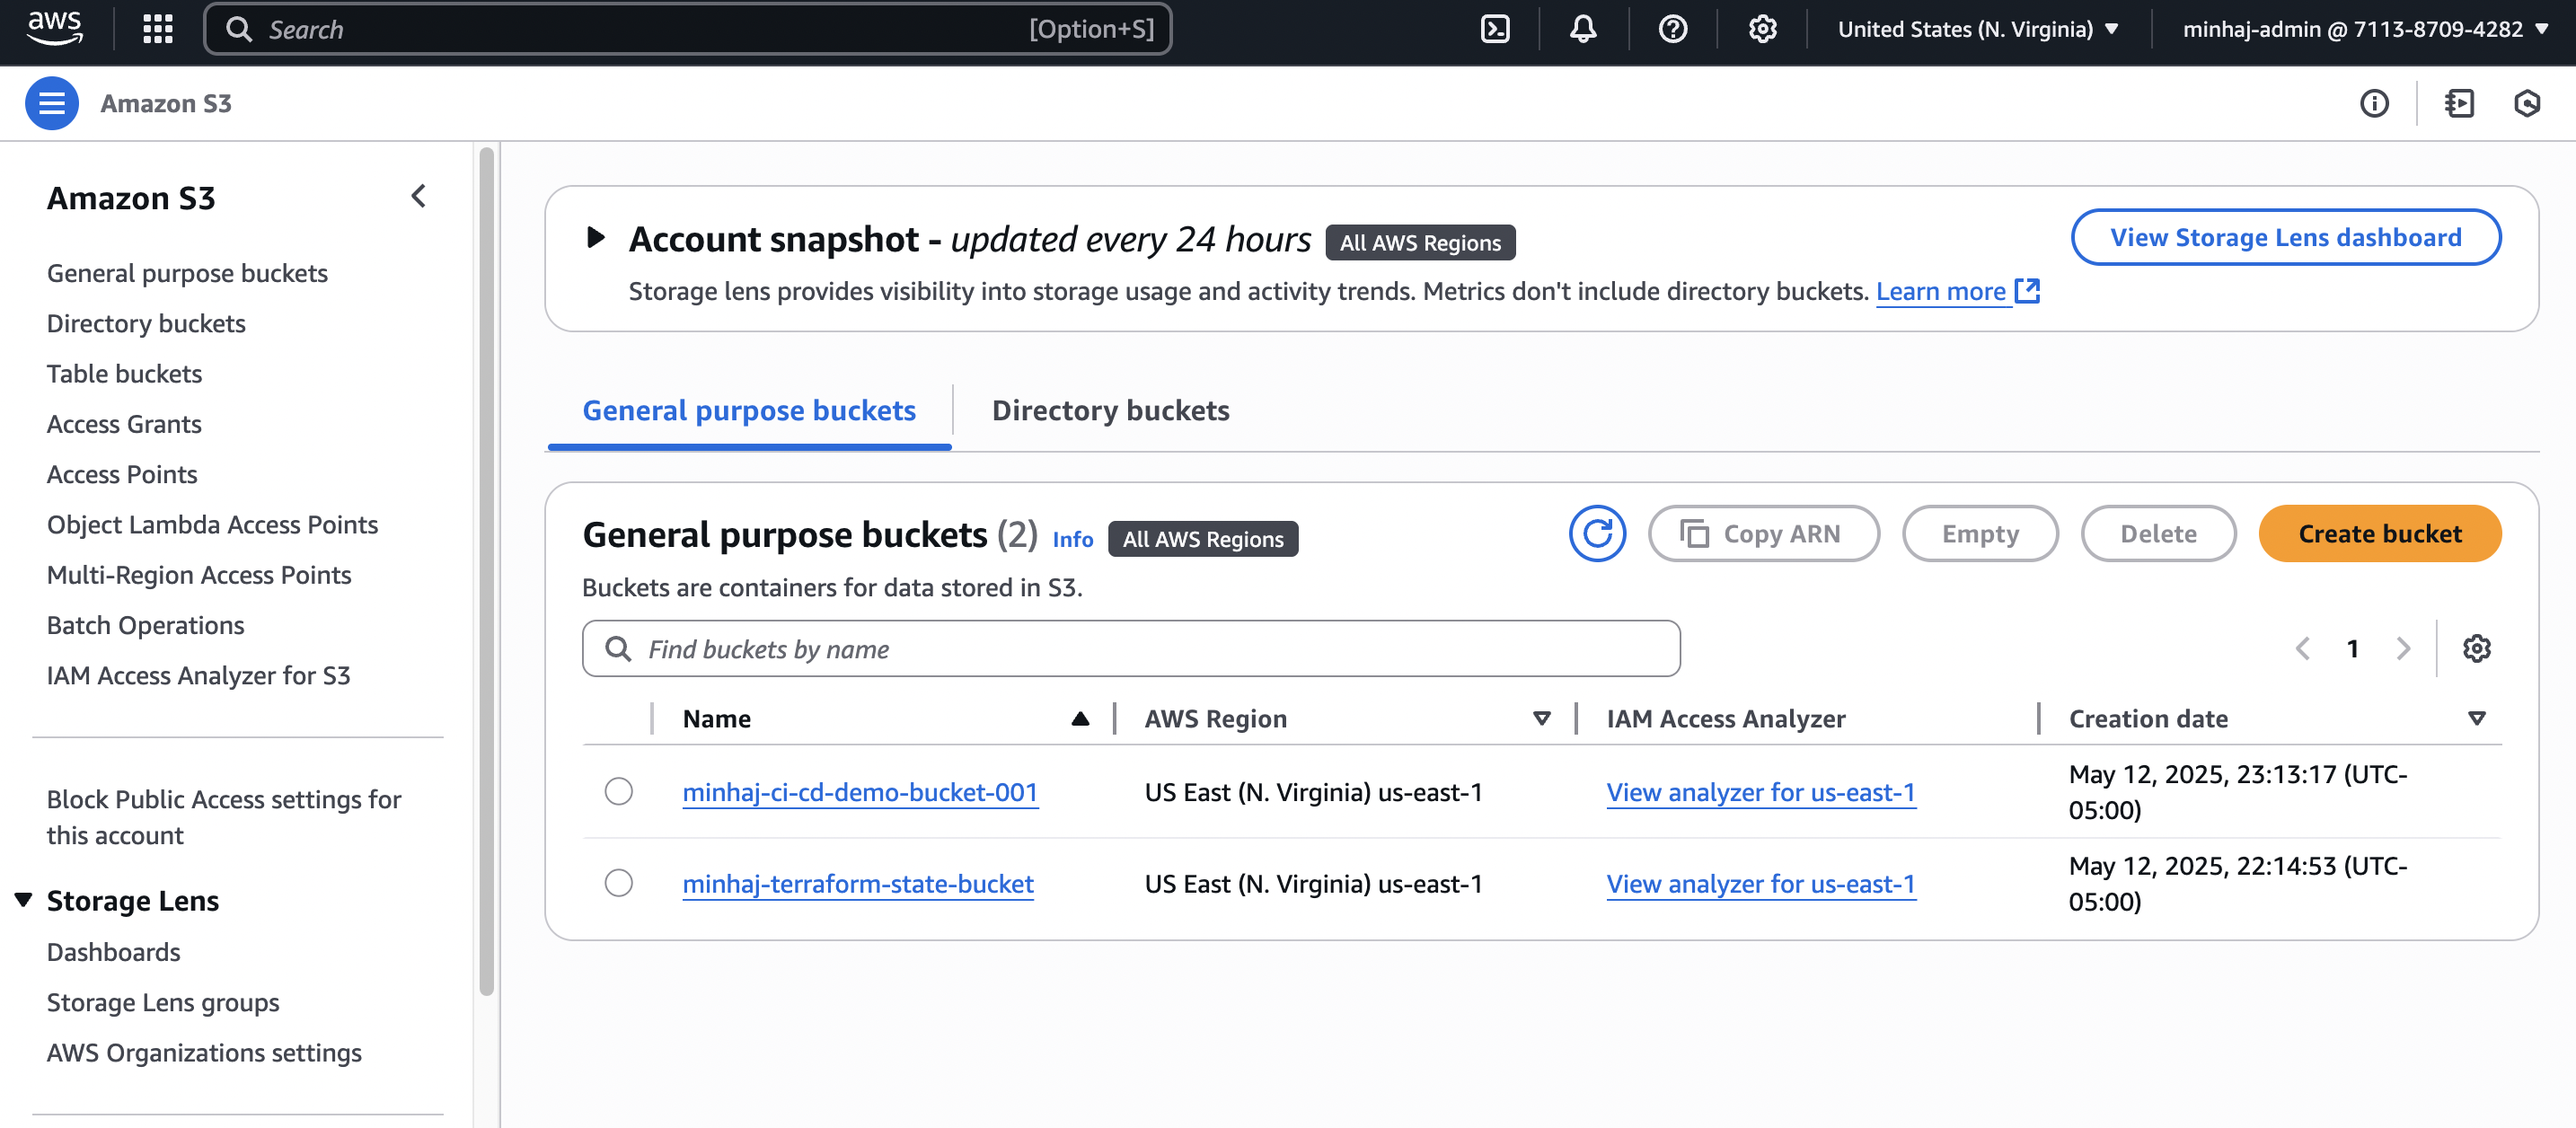 aws
Search [Option+S]
United States (N. Virginia)
minhaj-admin @ 7113-8709-4282
Amazon S3
Amazon S3
General purpose buckets
Directory buckets
Table buckets
Access Grants
Access Points
Object Lambda Access Points
Multi-Region Access Points
Batch Operations
IAM Access Analyzer for S3
Block Public Access settings for
this account
Storage Lens
Dashboards
Storage Lens groups
AWS Organizations settings
Account snapshot - updated every 24 hours All AWS Regions
View Storage Lens dashboard
Storage lens provides visibility into storage usage and activity trends. Metrics don't include directory buckets. Learn more
General purpose buckets
Directory buckets
General purpose buckets (2) Info All AWS Regions
Copy ARN
Empty
Delete
Create bucket
Buckets are containers for data stored in S3.
Find buckets by name
1
Name AWS Region IAM Access Analyzer Creation date
minhaj-ci-cd-demo-bucket-001 US East (N. Virginia) us-east-1 View analyzer for us-east-1 May 12, 2025, 23:13:17 (UTC-
05:00)
minhaj-terraform-state-bucket US East (N. Virginia) us-east-1 View analyzer for us-east-1 May 12, 2025, 22:14:53 (UTC-
05:00)